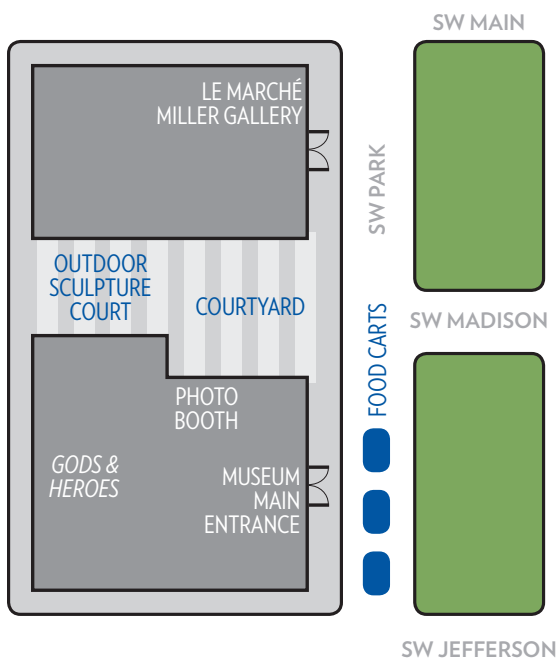 SW MAIN
LE MARCHÉ
MILLER GALLERY
SW PARK
OUTDOOR
SCULPTURE
COURT
COURTYARD
FOOD CARTS
SW MADISON
PHOTO
BOOTH
GODS &
HEROES
MUSEUM
MAIN
ENTRANCE
SW JEFFERSON